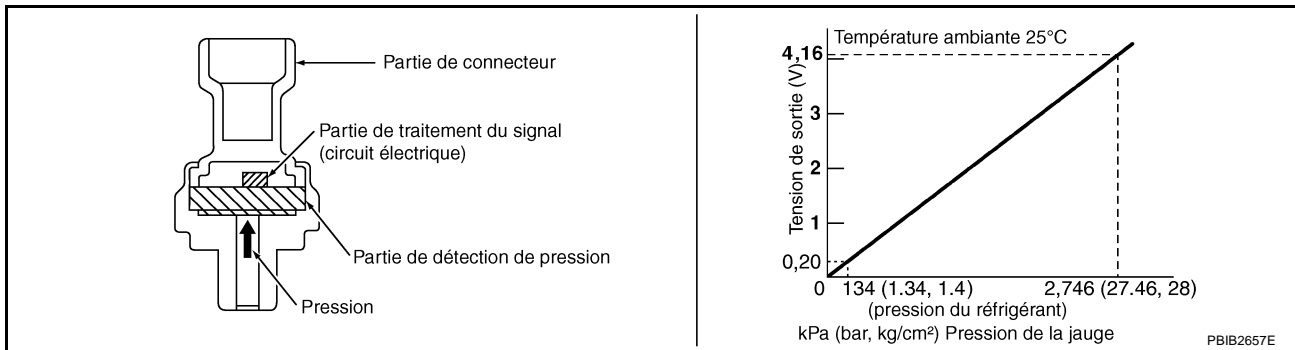 Partie de connecteur
Partie de traitement du signal
(circuit électrique)
Partie de détection de pression
Pression
Température ambiante 25°C
Tension de sortie (V)
4,16
3
2
1
0,20
0
134 (1.34, 1.4)
2,746 (27.46, 28)
(pression du réfrigérant)
kPa (bar, kg/cm²) Pression de la jauge
PBIB2657E